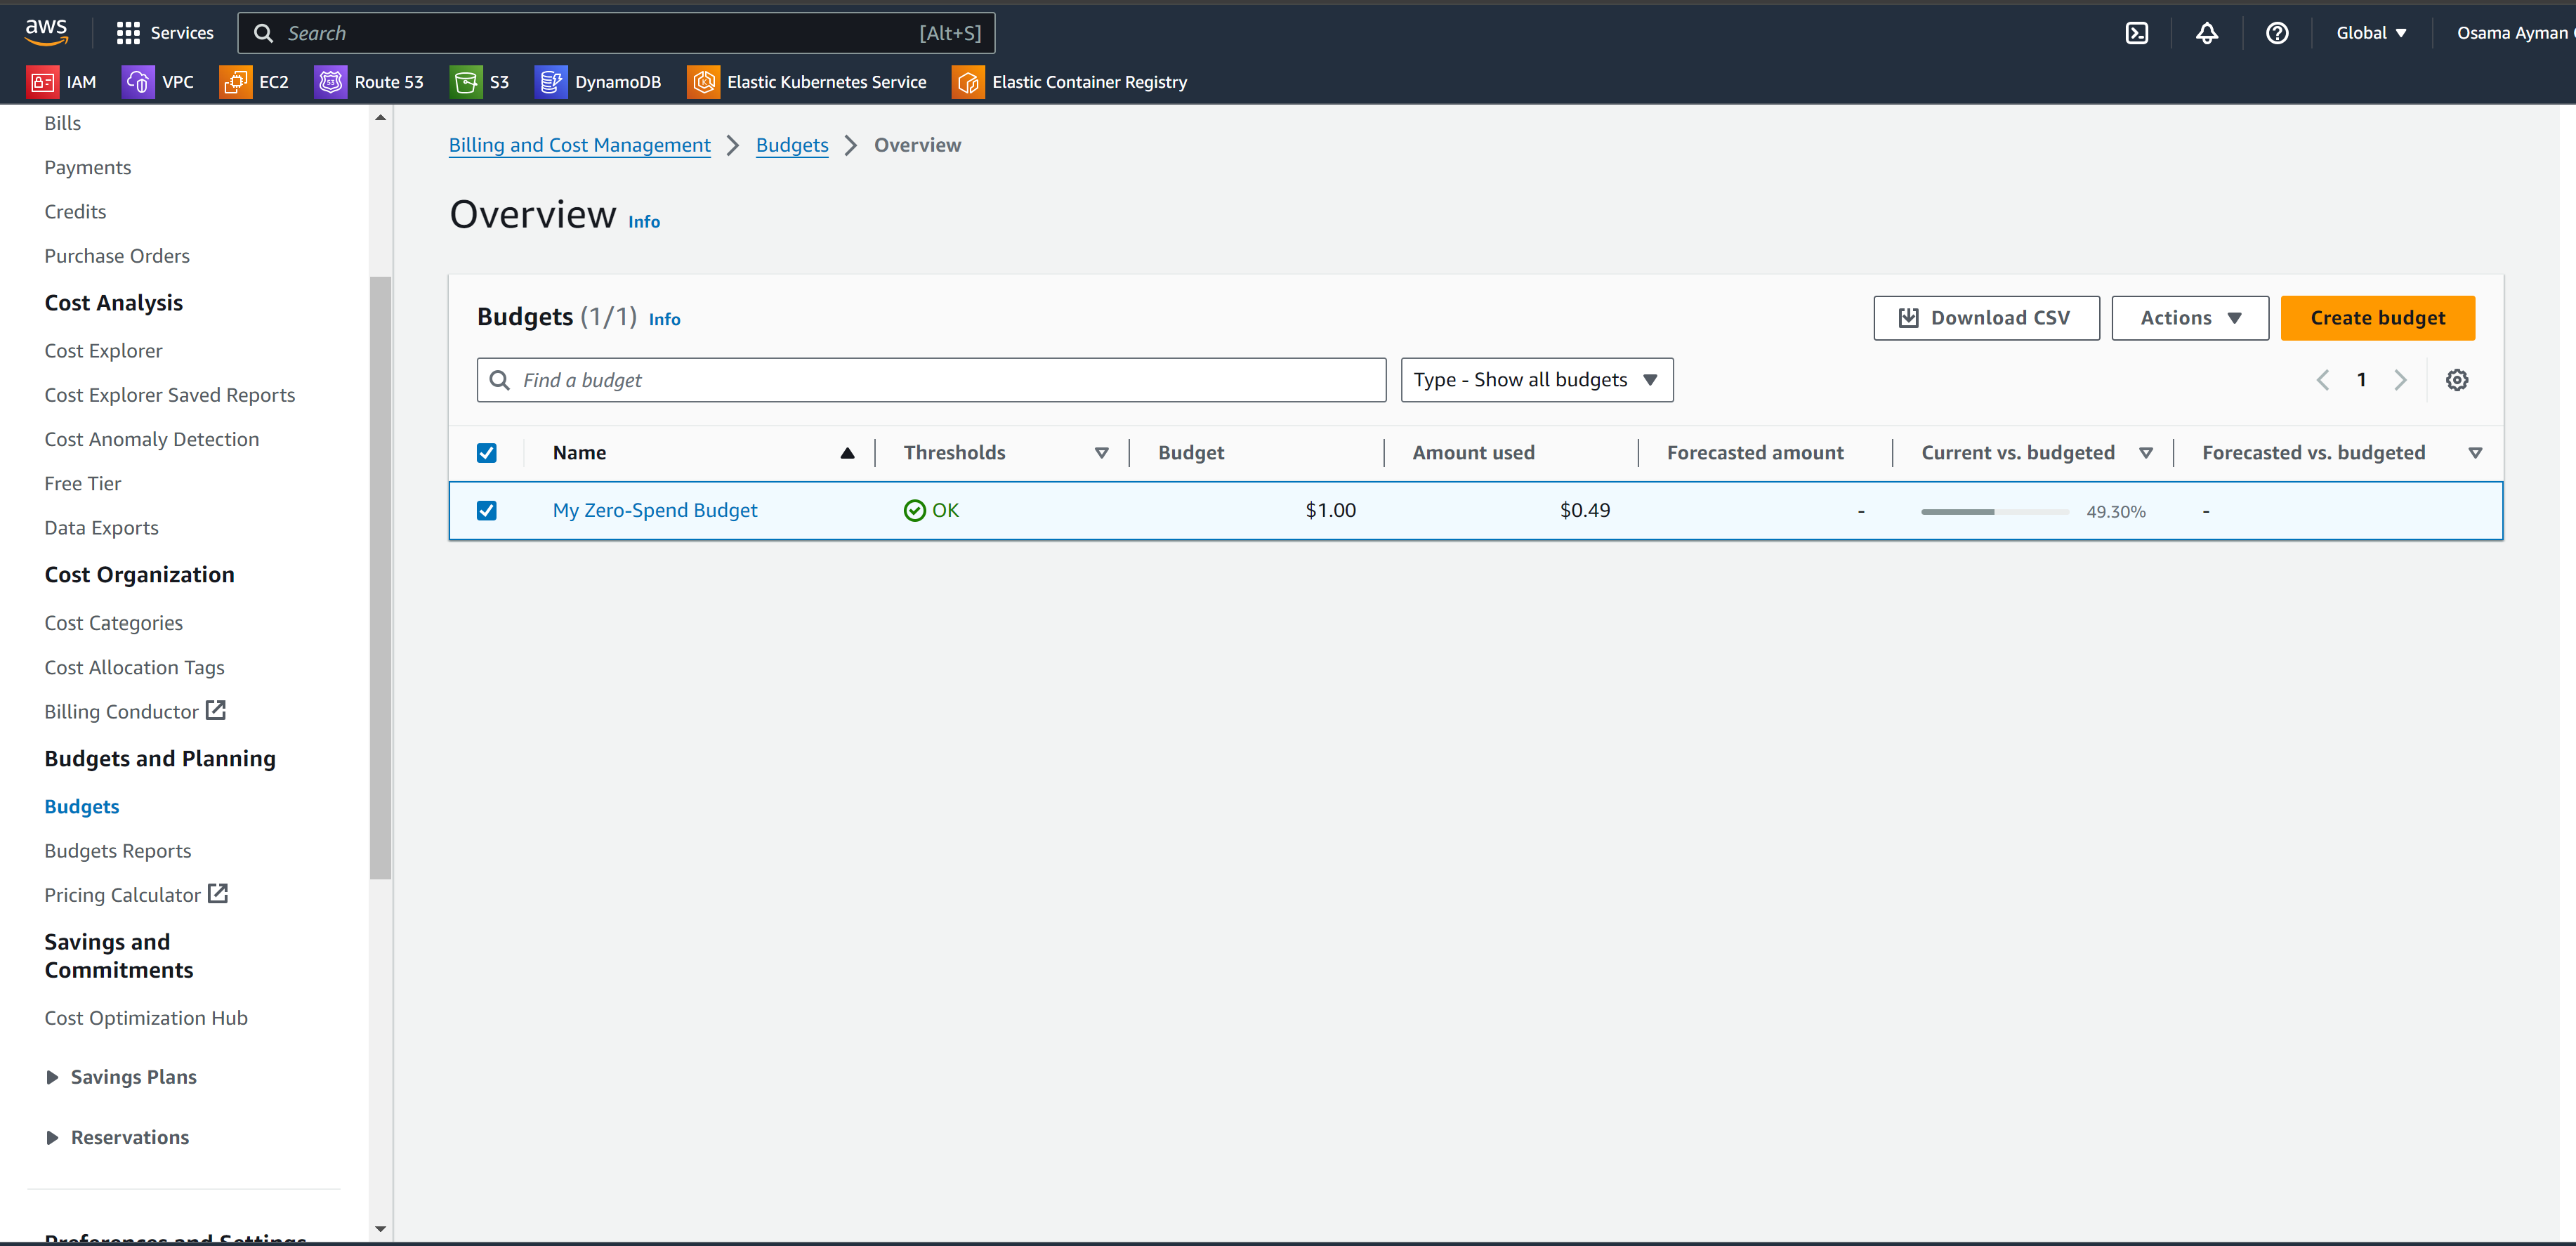 aws Services Search [Alt+S] Global Osama Ayman
IAM VPC EC2 Route 53 S3 DynamoDB Elastic Kubernetes Service Elastic Container Registry
Bills
Payments
Credits
Purchase Orders
Cost Analysis
Cost Explorer
Cost Explorer Saved Reports
Cost Anomaly Detection
Free Tier
Data Exports
Cost Organization
Cost Categories
Cost Allocation Tags
Billing Conductor
Budgets and Planning
Budgets
Budgets Reports
Pricing Calculator
Savings and
Commitments
Cost Optimization Hub
Savings Plans
Reservations
Preferences and Settings
Billing and Cost Management > Budgets > Overview
Overview Info
Budgets (1/1) Info Download CSV Actions Create budget
Find a budget Type - Show all budgets 1
Name Thresholds Budget Amount used Forecasted amount Current vs. budgeted Forecasted vs. budgeted
My Zero-Spend Budget OK $1.00 $0.49 - 49.30% -